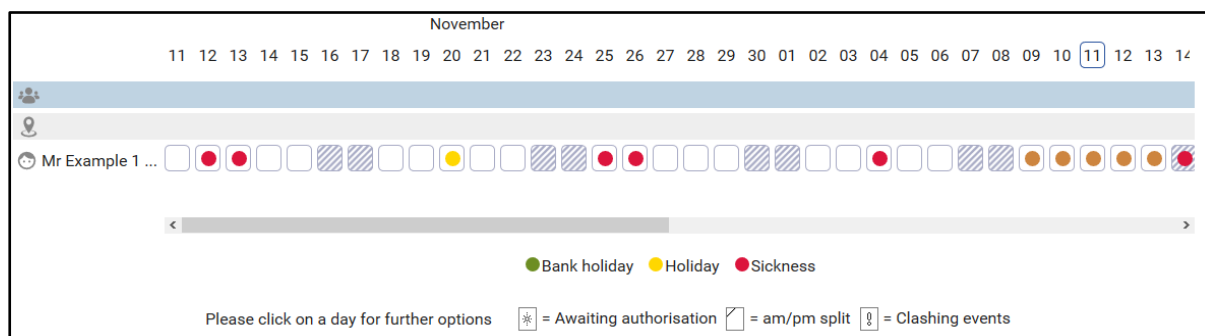 November
11 12 13 14 15 16 17 18 19 20 21 22 23 24 25 26 27 28 29 30 01 02 03 04 05 06 07 08 09 10 11 12 13 14
Mr Example 1 ...
Bank holiday Holiday Sickness
Please click on a day for further options = Awaiting authorisation = am/pm split = Clashing events